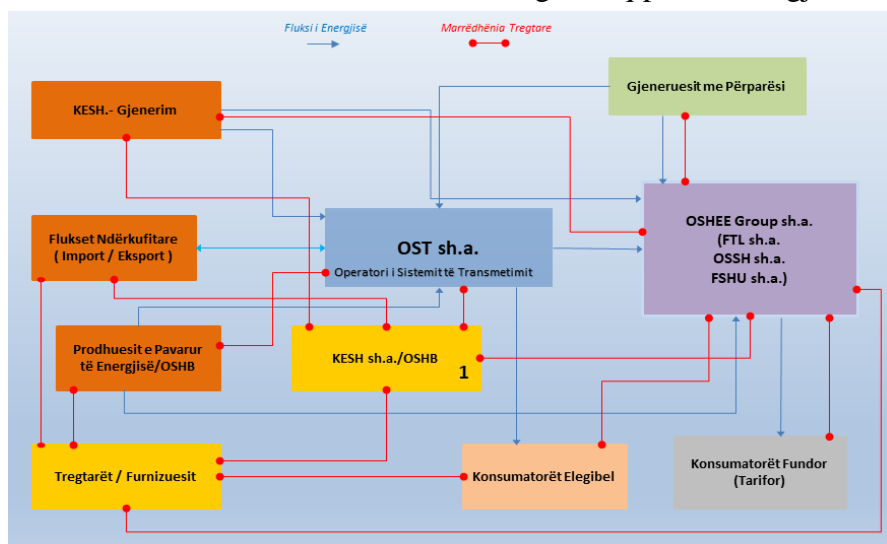 Fluksi i Energjisë
Marrëdhënia Tregtare
KESH.- Gjenerim
Gjeneruesit me Përparësi
Flukset Ndërkufitare
( Import / Eksport )
OST sh.a.
Operatori i Sistemit të Transmetimit
OSHEE Group sh.a.
(FTL sh.a.
OSSH sh.a.
FSHU sh.a.)
Prodhuesit e Pavarur
të Energjisë/OSHB
KESH sh.a./OSHB
1
Tregtarët / Furnizuesit
Konsumatorët Elegibel
Konsumatorët Fundor
(Tarifor)